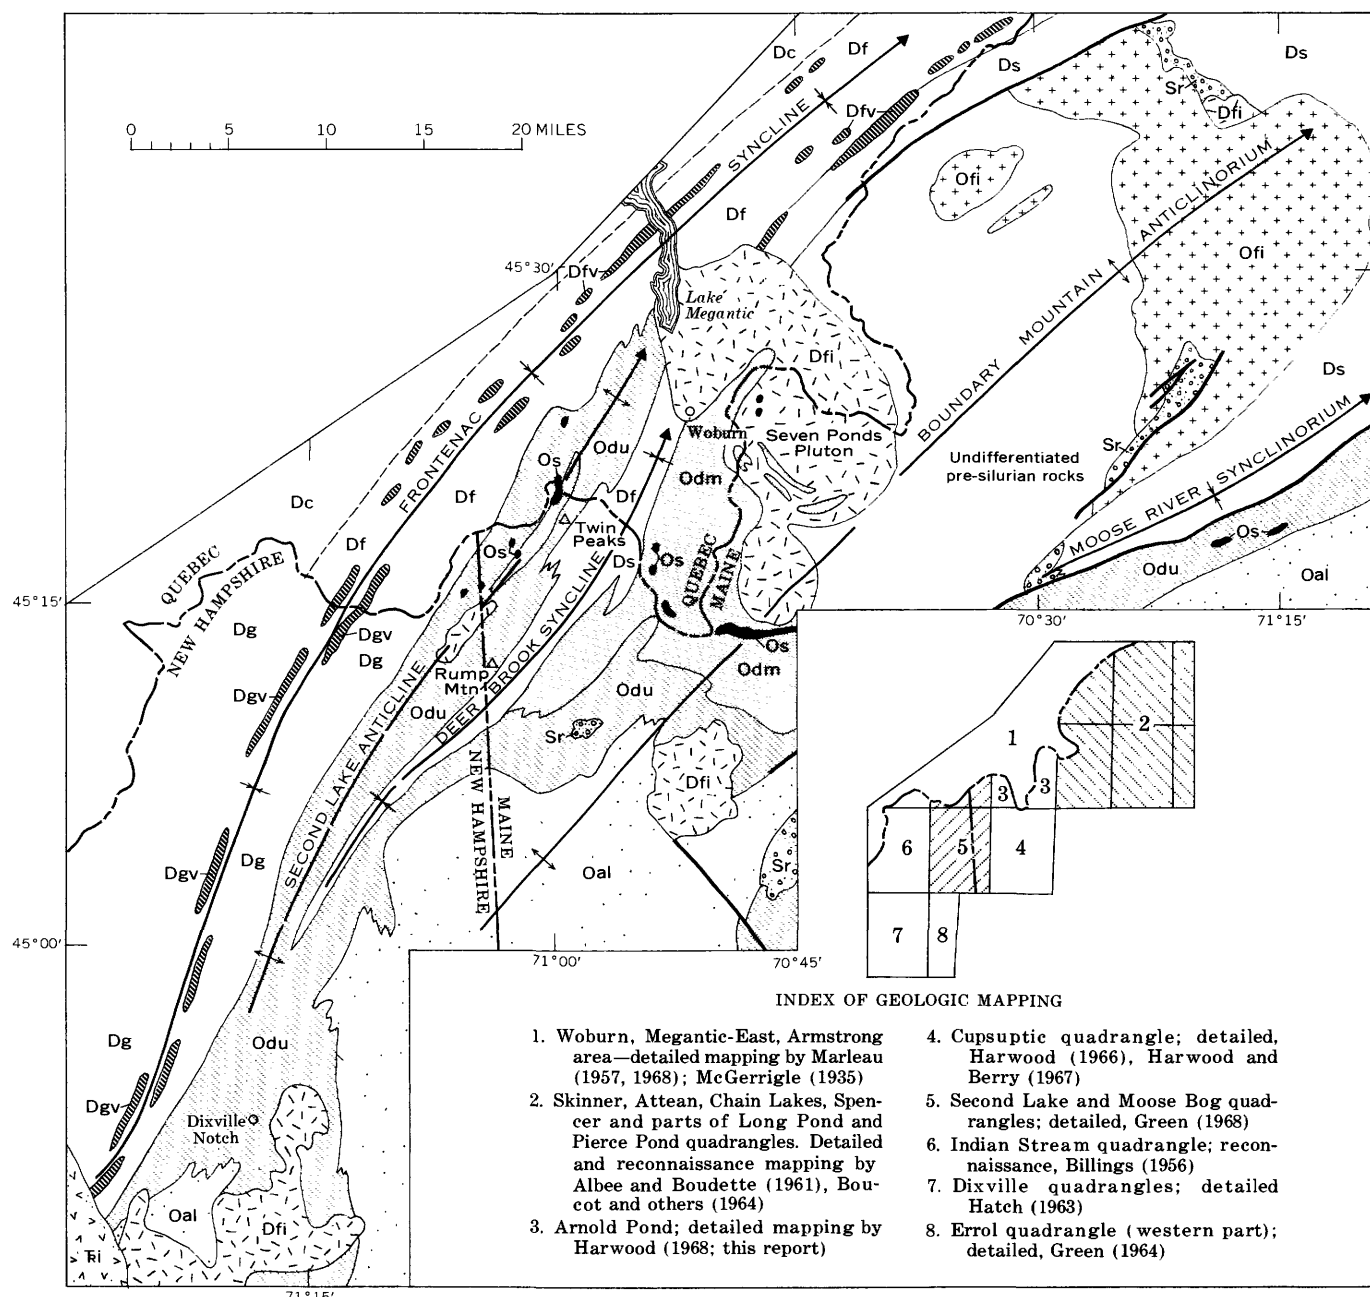 Dc
Df
Ds
Ds
0 5 10 15 20 MILES
SYNCLINE
Dfv
Sr
Dfi
Ofi
ANTICLINORIUM
Df
Ofi
45°30'
Dfv
Lake
Megantic
MOUNTAIN
Dfi
BOUNDARY
Ds
FRONTENAC
Woburn
Seven Ponds
Pluton
Odu
Os
Odm
Undifferentiated
pre-silurian rocks
Sr
SYNCLINORIUM
Dc
Df
Df
MOOSE RIVER
Twin
Peaks
Os
Os
Os
QUEBEC
NEW HAMPSHIRE
Df
Ds
QUEBEC
MAINE
Odu
Oal
45°15'
Dg
Dgv
Dg
70°30'
71°15'
Os
Odm
Rump
Mtn
Dgv
Odu
DEER BROOK SYNCLINE
Odu
SECOND LAKE ANTICLINE
Sr
NEW HAMPSHIRE
MAINE
Dfi
1
2
3
3
Dg
Dgv
Oal
Sr
6
5
4
45°00'
71°00'
70°45'
7
8
INDEX OF GEOLOGIC MAPPING
Dg
Odu
Dgv
Dixville
Notch
Oal
Dfi
71°15'
1. Woburn, Megantic-East, Armstrong
area—detailed mapping by Marleau
(1957, 1968); McGerrigle (1935)
2. Skinner, Attean, Chain Lakes, Spen-
cer and parts of Long Pond and
Pierce Pond quadrangles. Detailed
and reconnaissance mapping by
Albee and Boudette (1961), Bou-
cot and others (1964)
3. Arnold Pond; detailed mapping by
Harwood (1968; this report)
4. Cupsuptic quadrangle; detailed,
Harwood (1966), Harwood and
Berry (1967)
5. Second Lake and Moose Bog quad-
rangles; detailed, Green (1968)
6. Indian Stream quadrangle; recon-
naissance, Billings (1956)
7. Dixville quadrangles; detailed
Hatch (1963)
8. Errol quadrangle (western part);
detailed, Green (1964)